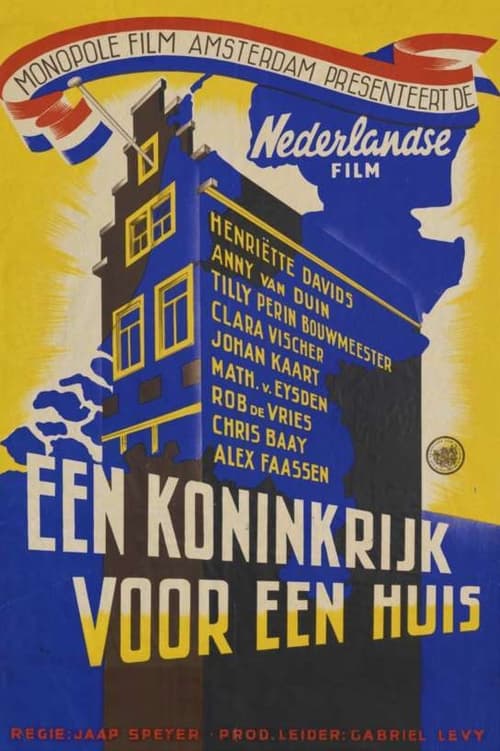 MONOPOLE FILM AMSTERDAM PRESENTEERT DE
Nederlandse
FILM
HENRIËTTE DAVIDS
ANNY VAN DUIN
TILLY PERIN BOUWMEESTER
CLARA VISCHER
JOHAN KAART
MATH. v. EYSDEN
ROB DE VRIES
CHRIS BAAY
ALEX FAASSEN
EEN KONINKRIJK
VOOR EEN HUIS
REGIE: JAAP SPEYER · PROD. LEIDER: GABRIEL LEVY